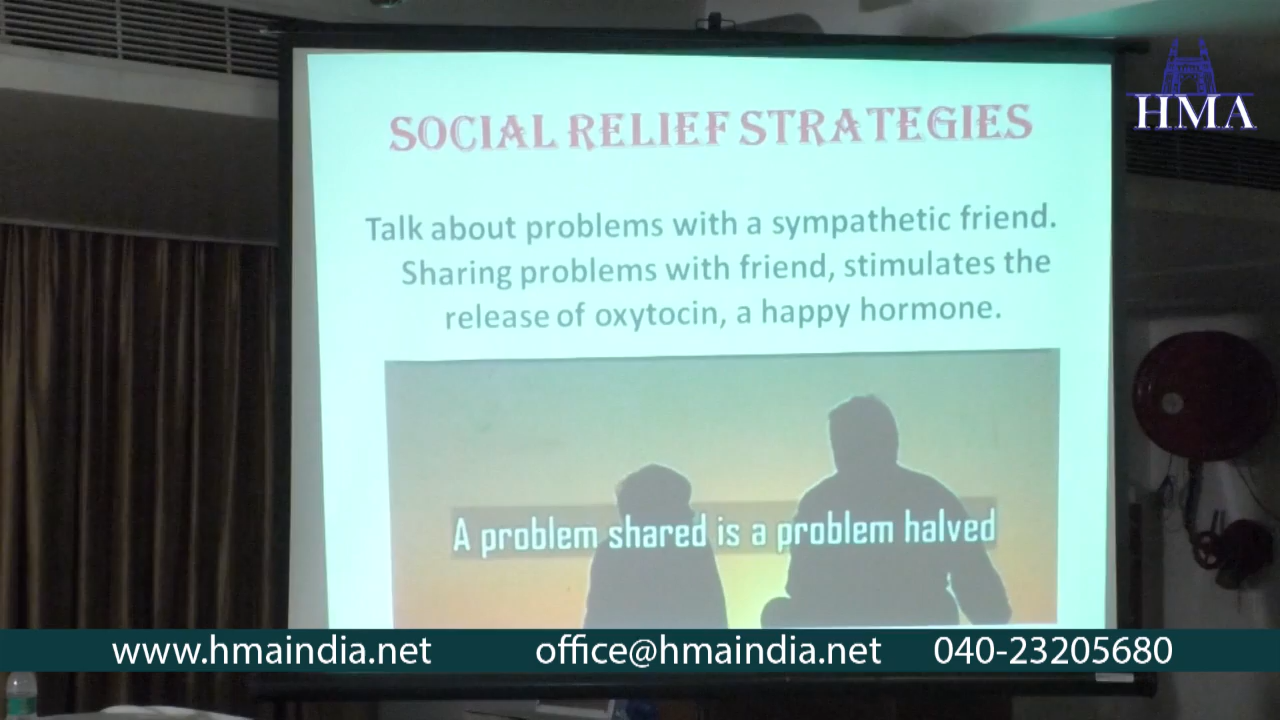 HMA
SOCIAL RELIEF STRATEGIES
Talk about problems with a sympathetic friend.
Sharing problems with friend, stimulates the
release of oxytocin, a happy hormone.
A problem shared is a problem halved
www.hmaindia.net office@hmaindia.net 040-23205680